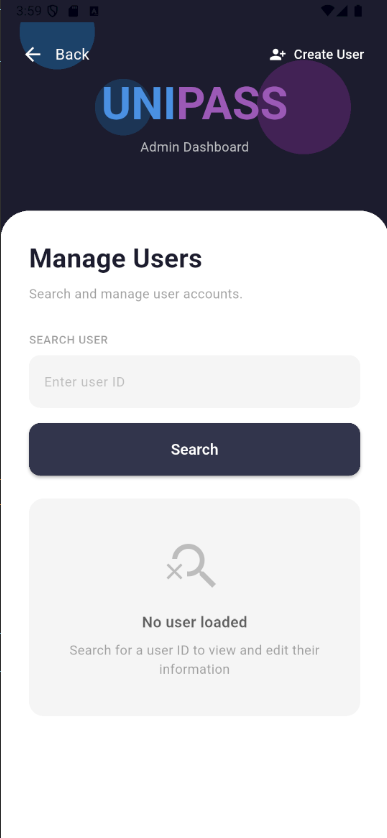 3:59
Back
Create User
UNIPASS
Admin Dashboard
Manage Users
Search and manage user accounts.
SEARCH USER
Enter user ID
Search
No user loaded
Search for a user ID to view and edit their
information